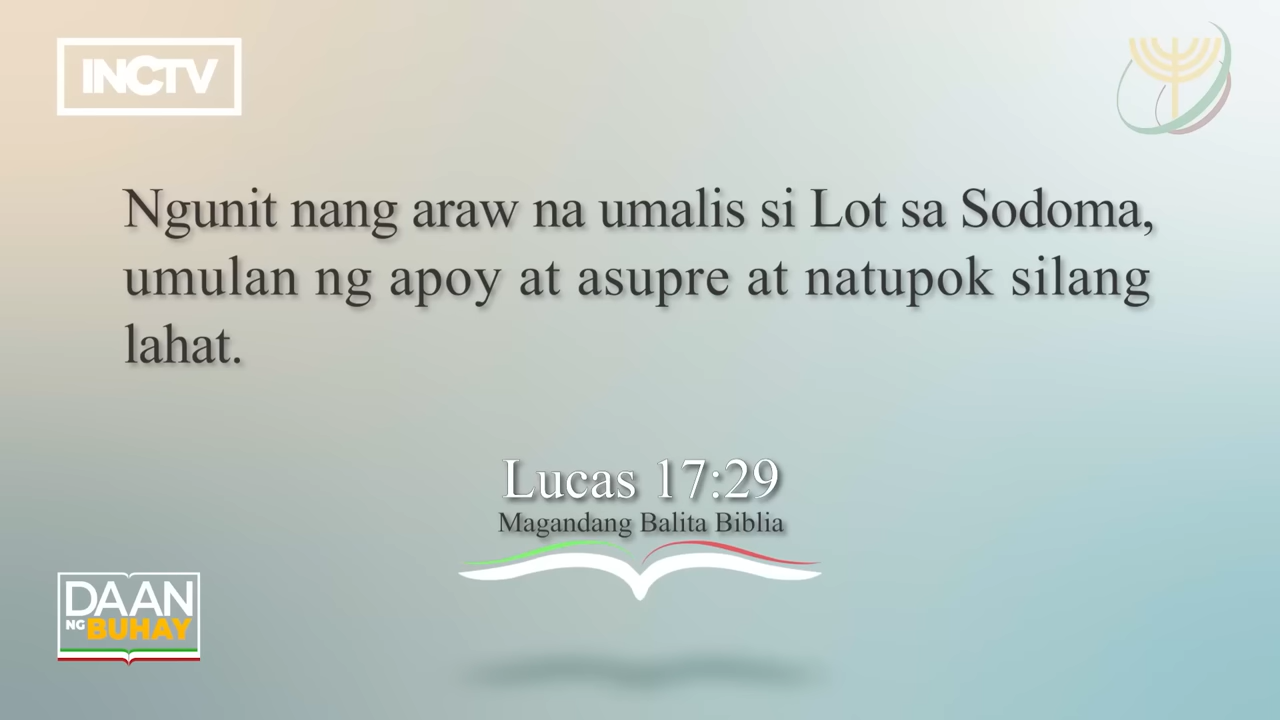 INCTV
Ngunit nang araw na umalis si Lot sa Sodoma,
umulan ng apoy at asupre at natupok silang
lahat.
Lucas 17:29
Magandang Balita Biblia
DAAN
NG BUHAY